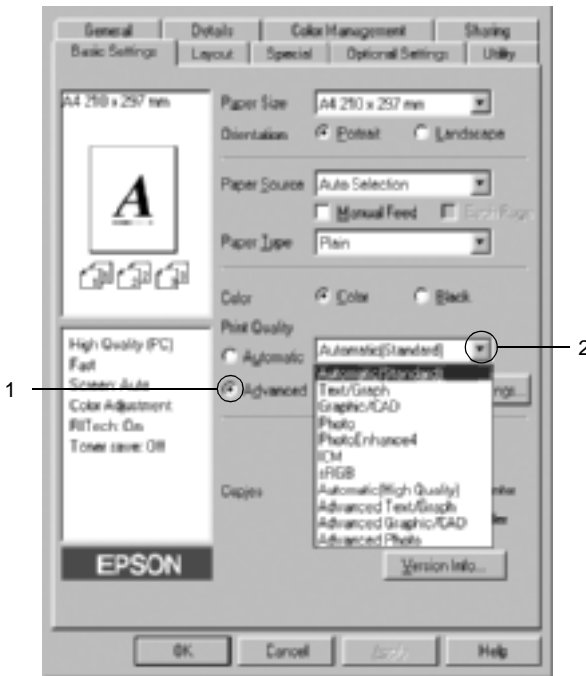 General Details Color Management Sharing
Basic Settings Layout Special Optional Settings Utility
A4 210 x 297 mm
Paper Size A4 210 x 297 mm
Orientation Portrait Landscape
A
Paper Source Auto Selection
Manual Feed Each Page
Paper Type Plain
Color Color Black
Print Quality
High Quality (PC)
Fast
Screen: Auto
Color Adjustment
RITech: On
Toner save: Off
Automatic Automatic(Standard) 2
1 Advanced
Automatic(Standard)
Text/Graph
Graphic/CAD
Photo
PhotoEnhance4
ICM
sRGB
Automatic(High Quality)
Advanced Text/Graph
Advanced Graphic/CAD
Advanced Photo
Copies
EPSON
Version Info...
OK Cancel Apply Help